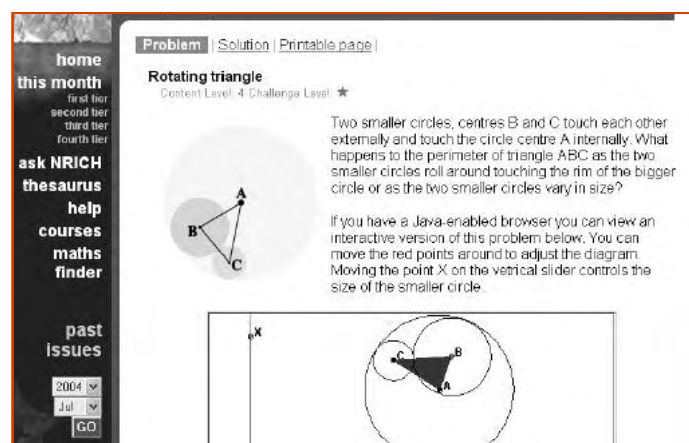 home
this month
first tier
second tier
third tier
fourth tier
ask NRICH
thesaurus
help
courses
maths
finder
past
issues
2004
Jul
GO
Problem | Solution | Printable page |
Rotating triangle
Content Level: 4 Challenge Level: ★
Two smaller circles, centres B and C touch each other
externally and touch the circle centre A internally. What
happens to the perimeter of triangle ABC as the two
smaller circles roll around touching the rim of the bigger
circle or as the two smaller circles vary in size?
If you have a Java-enabled browser you can view an
interactive version of this problem below. You can
move the red points around to adjust the diagram.
Moving the point X on the vetrical slider controls the
size of the smaller circle.
A
B
C
X
C
B
A